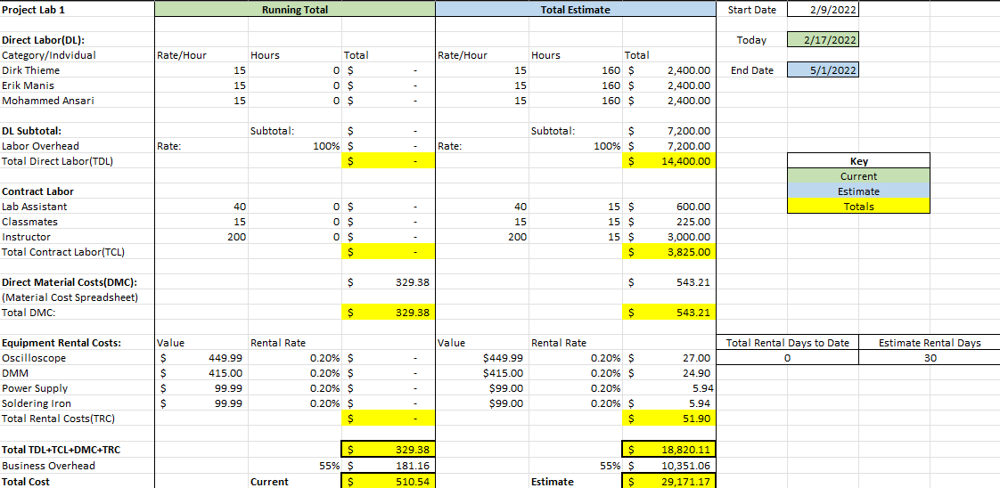 Project Lab 1 Running Total Total Estimate Start Date 2/9/2022
Direct Labor(DL): Today 2/17/2022
Category/Indvidual Rate/Hour Hours Total Rate/Hour Hours Total
Dirk Thieme 15 0 $ - 15 160 $ 2,400.00 End Date 5/1/2022
Erik Manis 15 0 $ - 15 160 $ 2,400.00
Mohammed Ansari 15 0 $ - 15 160 $ 2,400.00
DL Subtotal: Subtotal: $ - Subtotal: $ 7,200.00
Labor Overhead Rate: 100% $ - Rate: 100% $ 7,200.00
Total Direct Labor(TDL) $ - $ 14,400.00 Key
Current
Contract Labor Estimate
Lab Assistant 40 0 $ - 40 15 $ 600.00 Totals
Classmates 15 0 $ - 15 15 $ 225.00
Instructor 200 0 $ - 200 15 $ 3,000.00
Total Contract Labor(TCL) $ - $ 3,825.00
Direct Material Costs(DMC): $ 329.38 $ 543.21
(Material Cost Spreadsheet)
Total DMC: $ 329.38 $ 543.21
Equipment Rental Costs: Value Rental Rate Value Rental Rate Total Rental Days to Date Estimate Rental Days
Oscilloscope $ 449.99 0.20% $ - $449.99 0.20% $ 27.00 0 30
DMM $ 415.00 0.20% $ - $415.00 0.20% $ 24.90
Power Supply $ 99.99 0.20% $ - $99.00 0.20% 5.94
Soldering Iron $ 99.99 0.20% $ - $99.00 0.20% $ 5.94
Total Rental Costs(TRC) $ - $ 51.90
Total TDL+TCL+DMC+TRC $ 329.38 $ 18,820.11
Business Overhead 55% $ 181.16 55% $ 10,351.06
Total Cost Current $ 510.54 Estimate $ 29,171.17